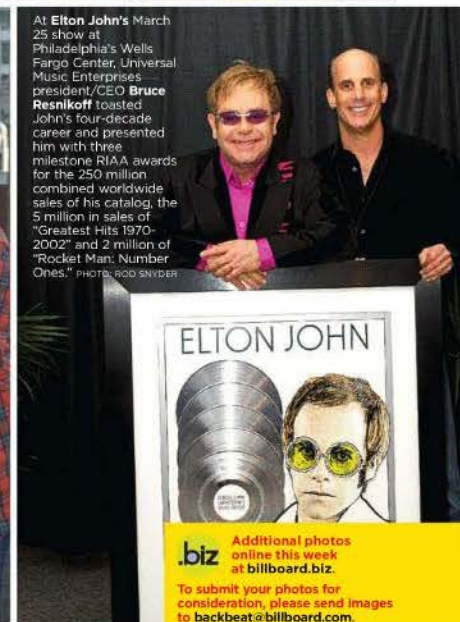 At Elton John's March
25 show at
Philadelphia's Wells
Fargo Center, Universal
Music Enterprises
president/CEO Bruce
Resnikoff toasted
John's four-decade
career and presented
him with three
milestone RIAA awards
for the 250 million
combined worldwide
sales of his catalog, the
5 million in sales of
"Greatest Hits 1970-
2002" and 2 million of
"Rocket Man: Number
Ones." PHOTO: ROD SNYDER
ELTON JOHN
.biz
Additional photos
online this week
at billboard.biz.
To submit your photos for
consideration, please send images
to backbeat@billboard.com.